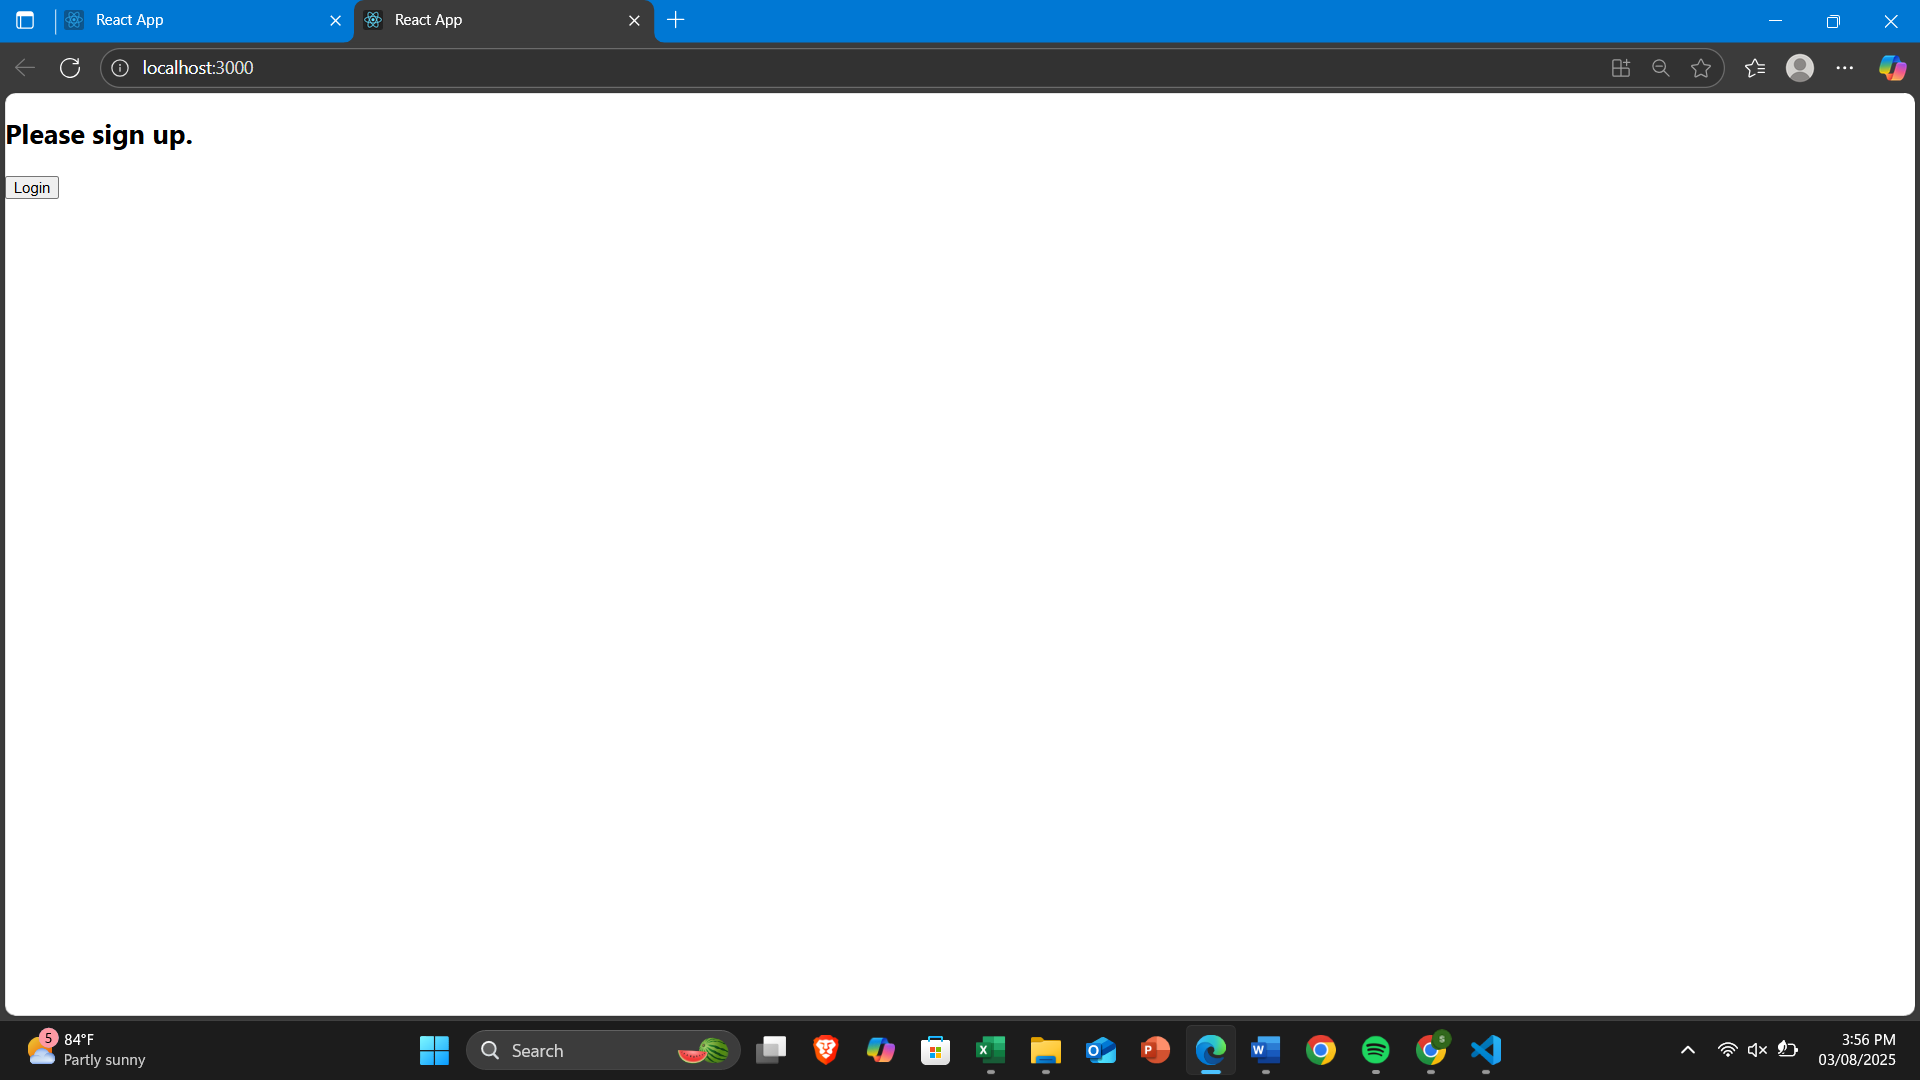 React App
React App
localhost:3000
Please sign up.
Login
5
84°F
Partly sunny
Search
3:56 PM
03/08/2025